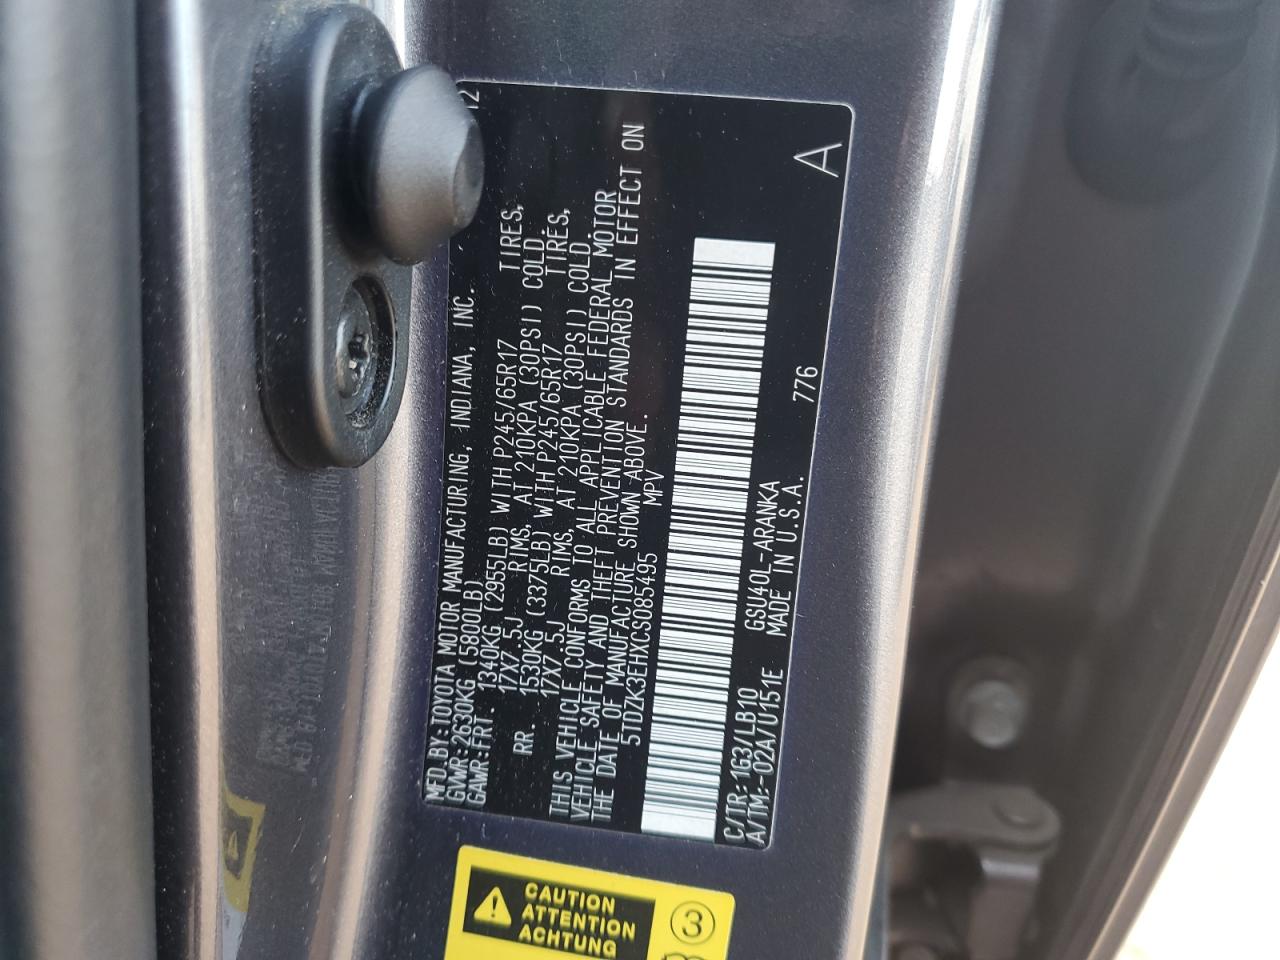 MFD.BY:TOYOTA MOTOR MANUFACTURING, INDIANA, INC. 12
GVWR:2630KG (5800LB)
GAWR:FRT. 1340KG (2955LB) WITH P245/65R17 TIRES,
17X7.5J RIMS, AT 210KPA (30PSI) COLD
RR. 1530KG (3375LB) WITH P245/65R17 TIRES,
17X7.5J RIMS, AT 210KPA (30PSI) COLD.
THIS VEHICLE CONFORMS TO ALL APPLICABLE FEDERAL MOTOR
VEHICLE SAFETY AND THEFT PREVENTION STANDARDS IN EFFECT ON
THE DATE OF MANUFACTURE SHOWN ABOVE.
5TDZK3EHXCS085495 MPV
C/TR:1G3/LB10 GSU40L-ARANKA 776 A
A/TM:-02A/U151E MADE IN U.S.A.
CAUTION
ATTENTION
ACHTUNG
3